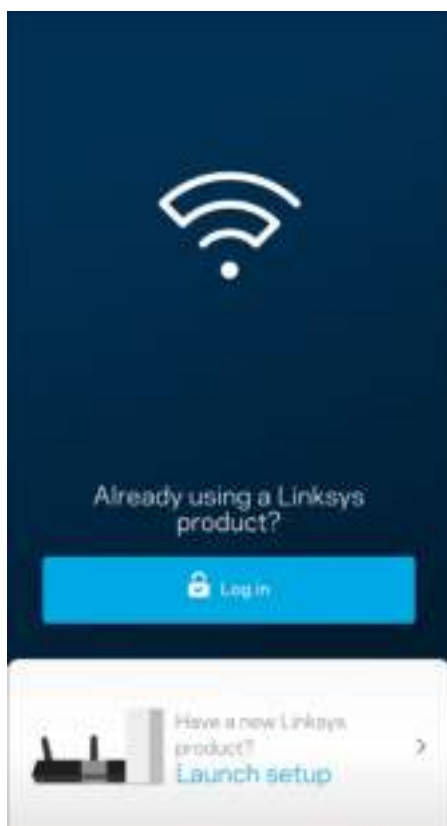 Already using a Linksys
product?
Log in
Have a new Linksys
product?
Launch setup